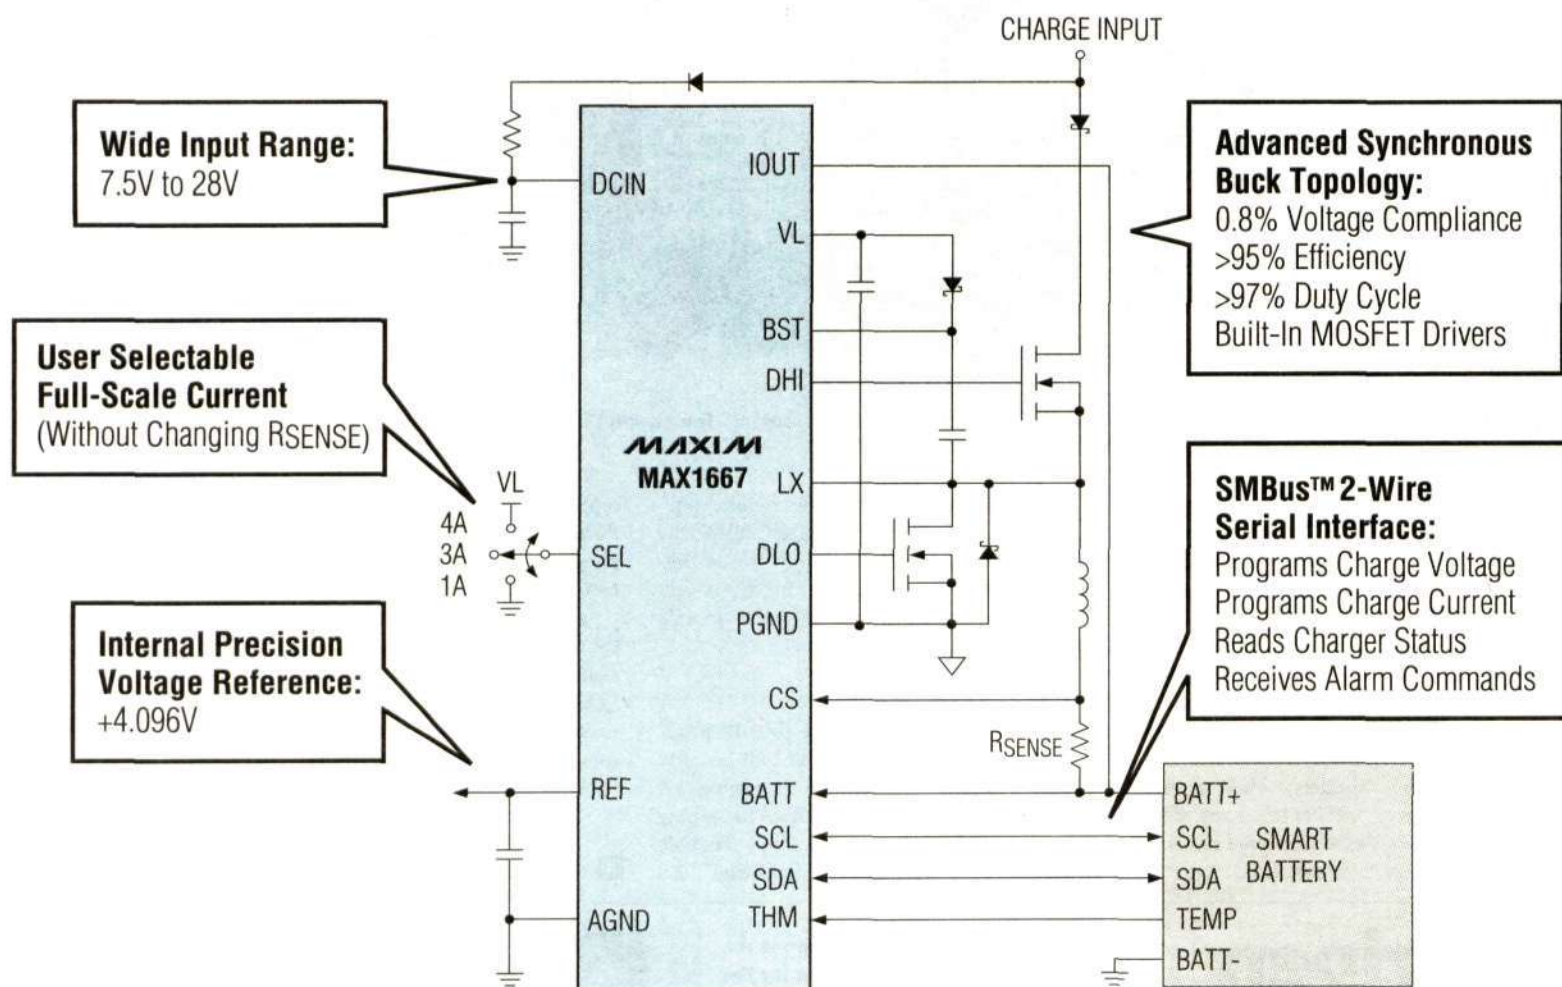 CHARGE INPUT
Wide Input Range:
7.5V to 28V
User Selectable
Full-Scale Current
(Without Changing RSENSE)
VL
4A
3A
1A
Internal Precision
Voltage Reference:
+4.096V
DCIN
SEL
REF
AGND
MAXIM
MAX1667
IOUT
VL
BST
DHI
LX
DLO
PGND
CS
BATT
SCL
SDA
THM
RSENSE
Advanced Synchronous
Buck Topology:
0.8% Voltage Compliance
>95% Efficiency
>97% Duty Cycle
Built-In MOSFET Drivers
SMBus™ 2-Wire
Serial Interface:
Programs Charge Voltage
Programs Charge Current
Reads Charger Status
Receives Alarm Commands
BATT+
SCL
SDA
TEMP
BATT-
SMART
BATTERY